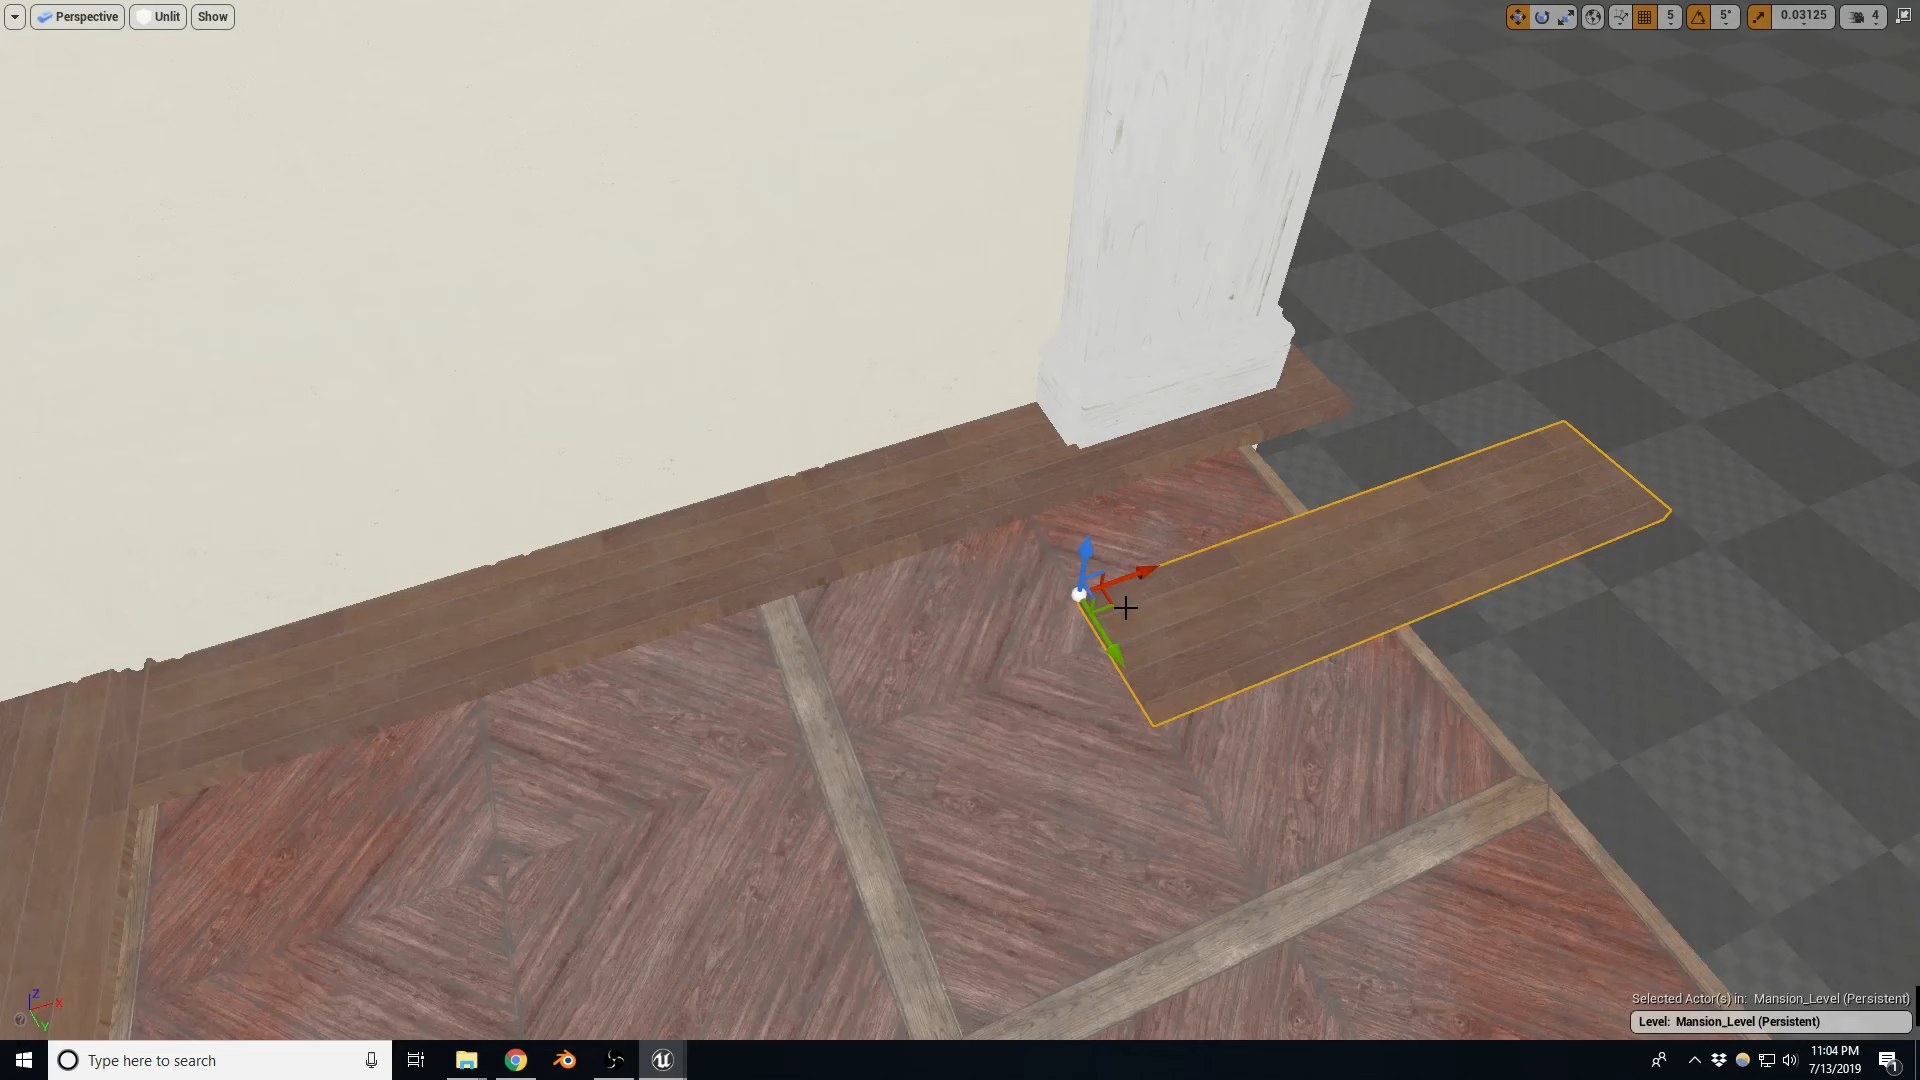 Perspective
Unlit
Show
5
5°
0.03125
4
Z
X
Y
?
Selected Actor(s) in: Mansion_Level (Persistent)
Level: Mansion_Level (Persistent)
Type here to search
11:04 PM
7/13/2019
1